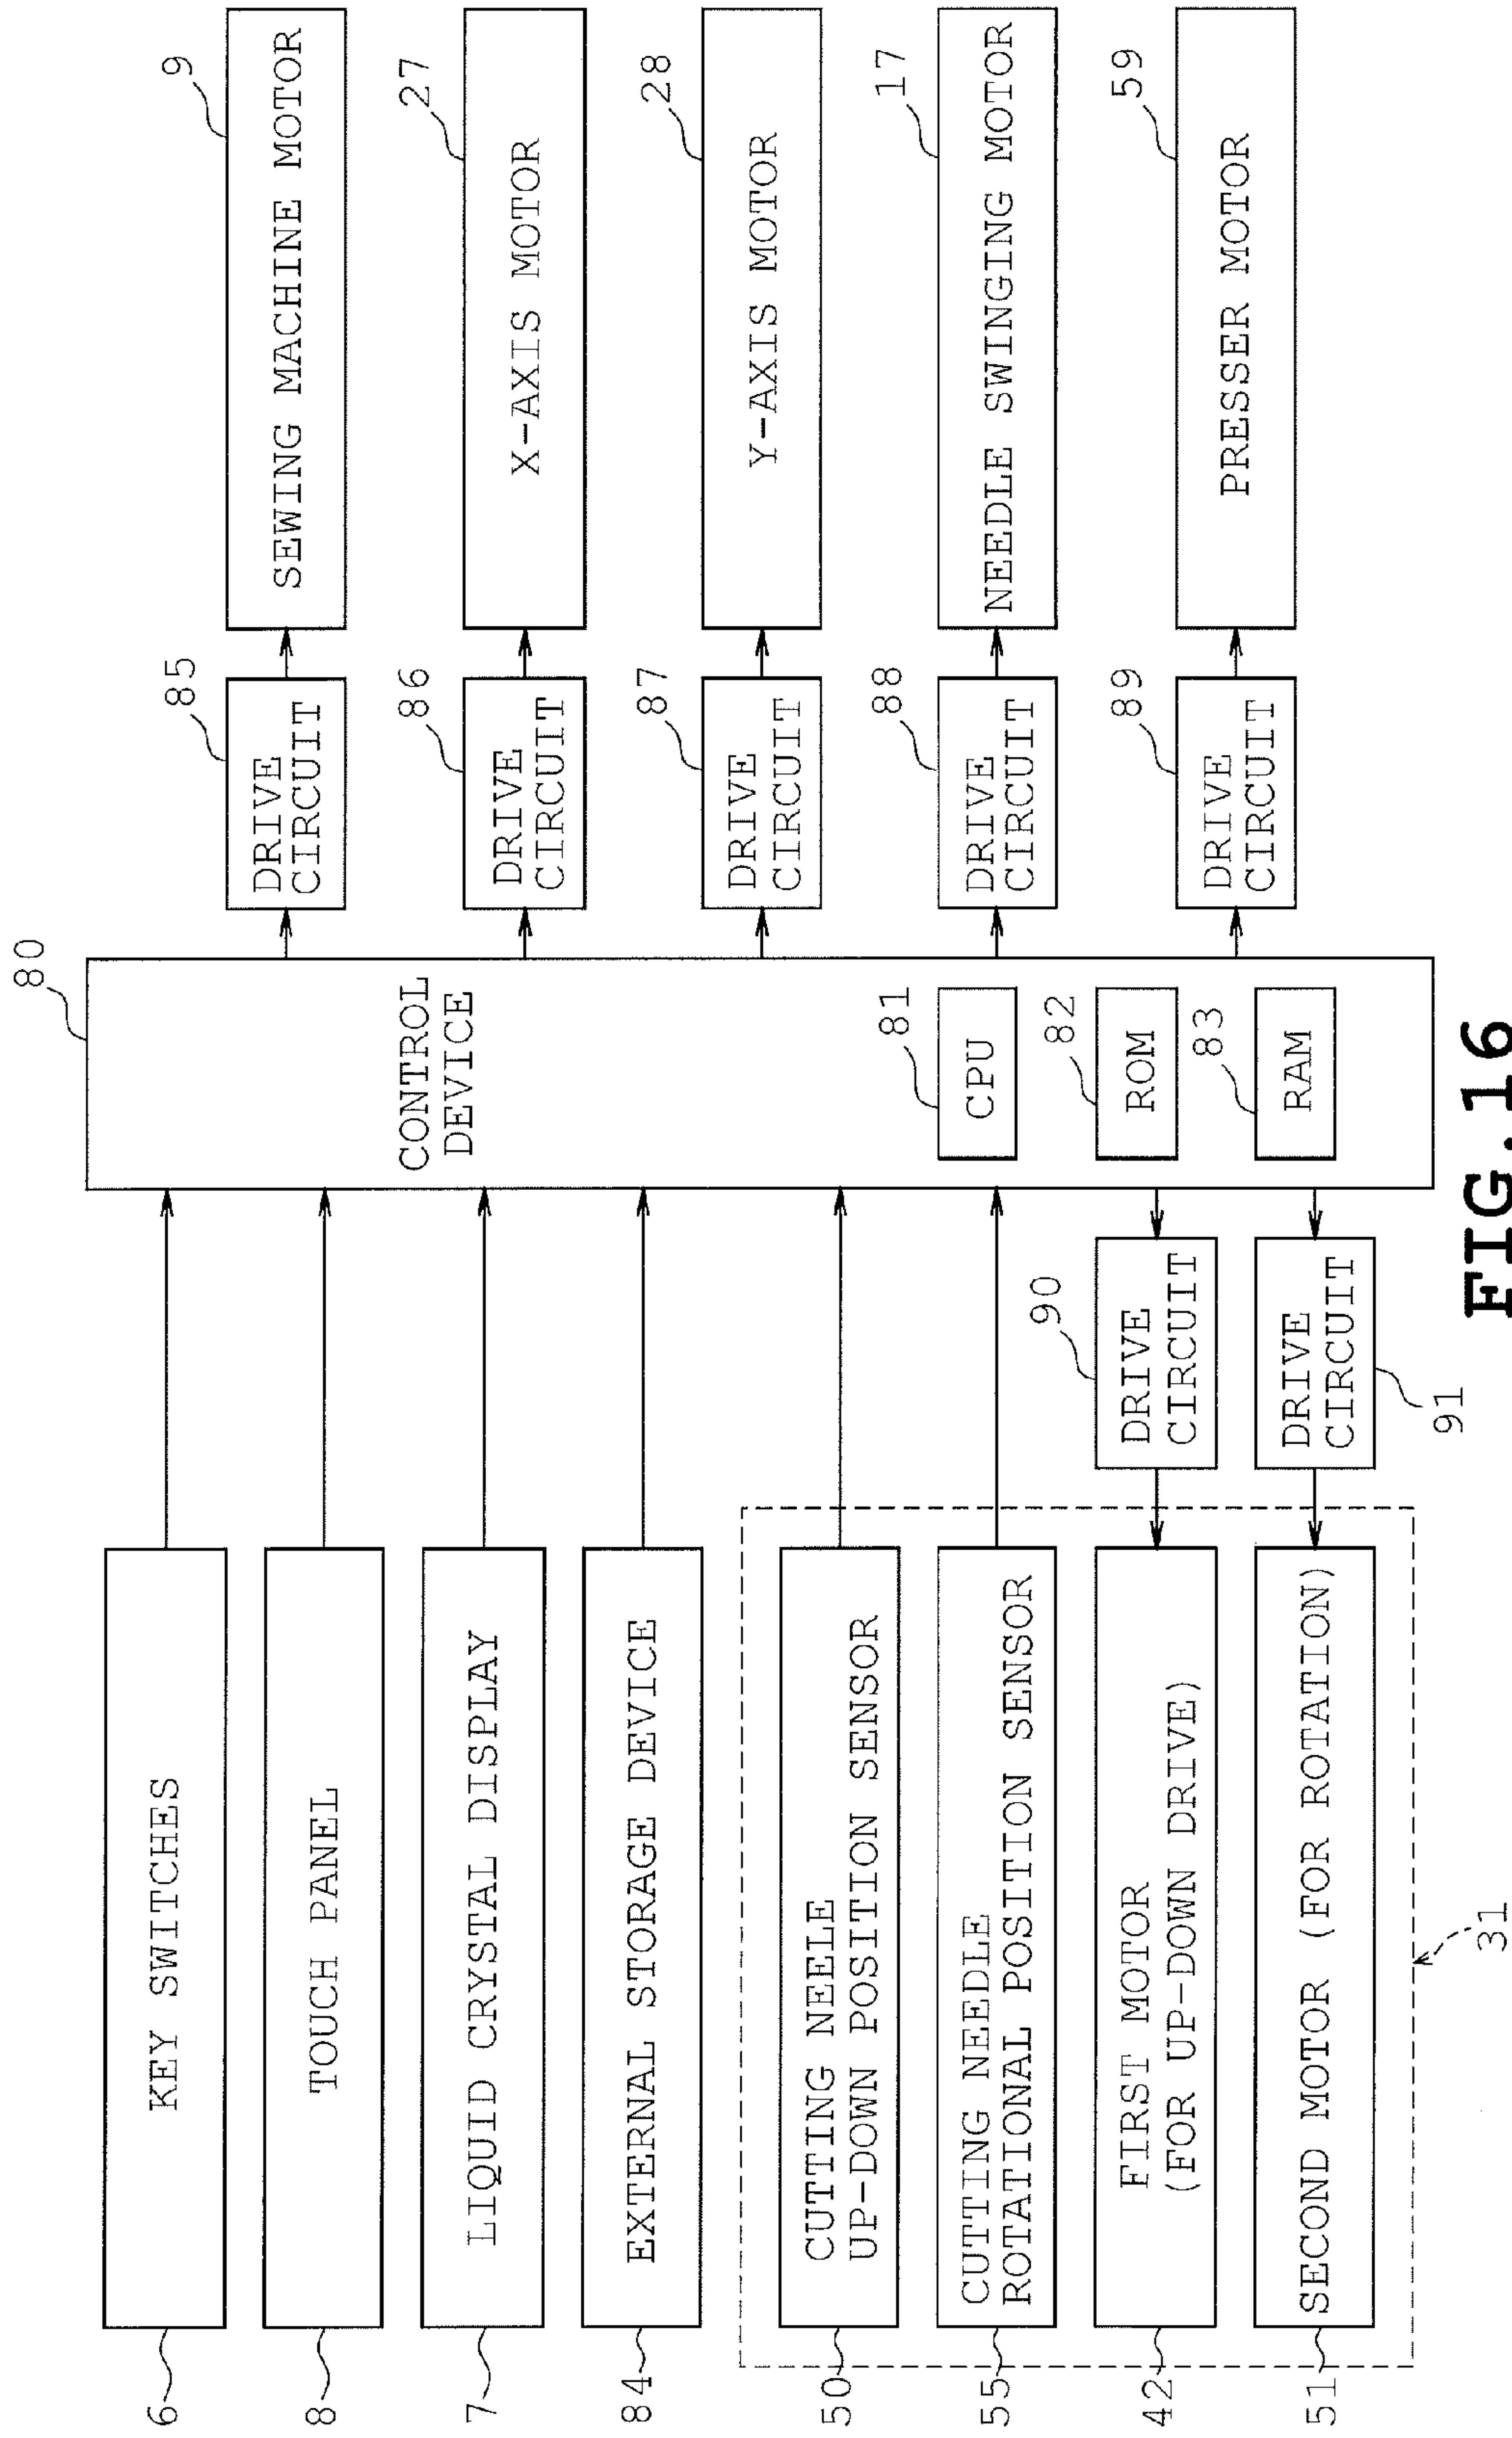 80
KEY SWITCHES
6
TOUCH PANEL
8
LIQUID CRYSTAL DISPLAY
7
EXTERNAL STORAGE DEVICE
84
CUTTING NEELE
UP-DOWN POSITION SENSOR
50
CUTTING NEEDLE
ROTATIONAL POSITION SENSOR
55
FIRST MOTOR
(FOR UP-DOWN DRIVE)
42
SECOND MOTOR (FOR ROTATION)
51
31
DRIVE
CIRCUIT
90
DRIVE
CIRCUIT
91
CONTROL
DEVICE
CPU
81
ROM
82
RAM
83
DRIVE
CIRCUIT
85
SEWING MACHINE MOTOR
9
DRIVE
CIRCUIT
86
X-AXIS MOTOR
27
DRIVE
CIRCUIT
87
Y-AXIS MOTOR
28
DRIVE
CIRCUIT
88
NEEDLE SWINGING MOTOR
17
DRIVE
CIRCUIT
89
PRESSER MOTOR
59
FIG.16